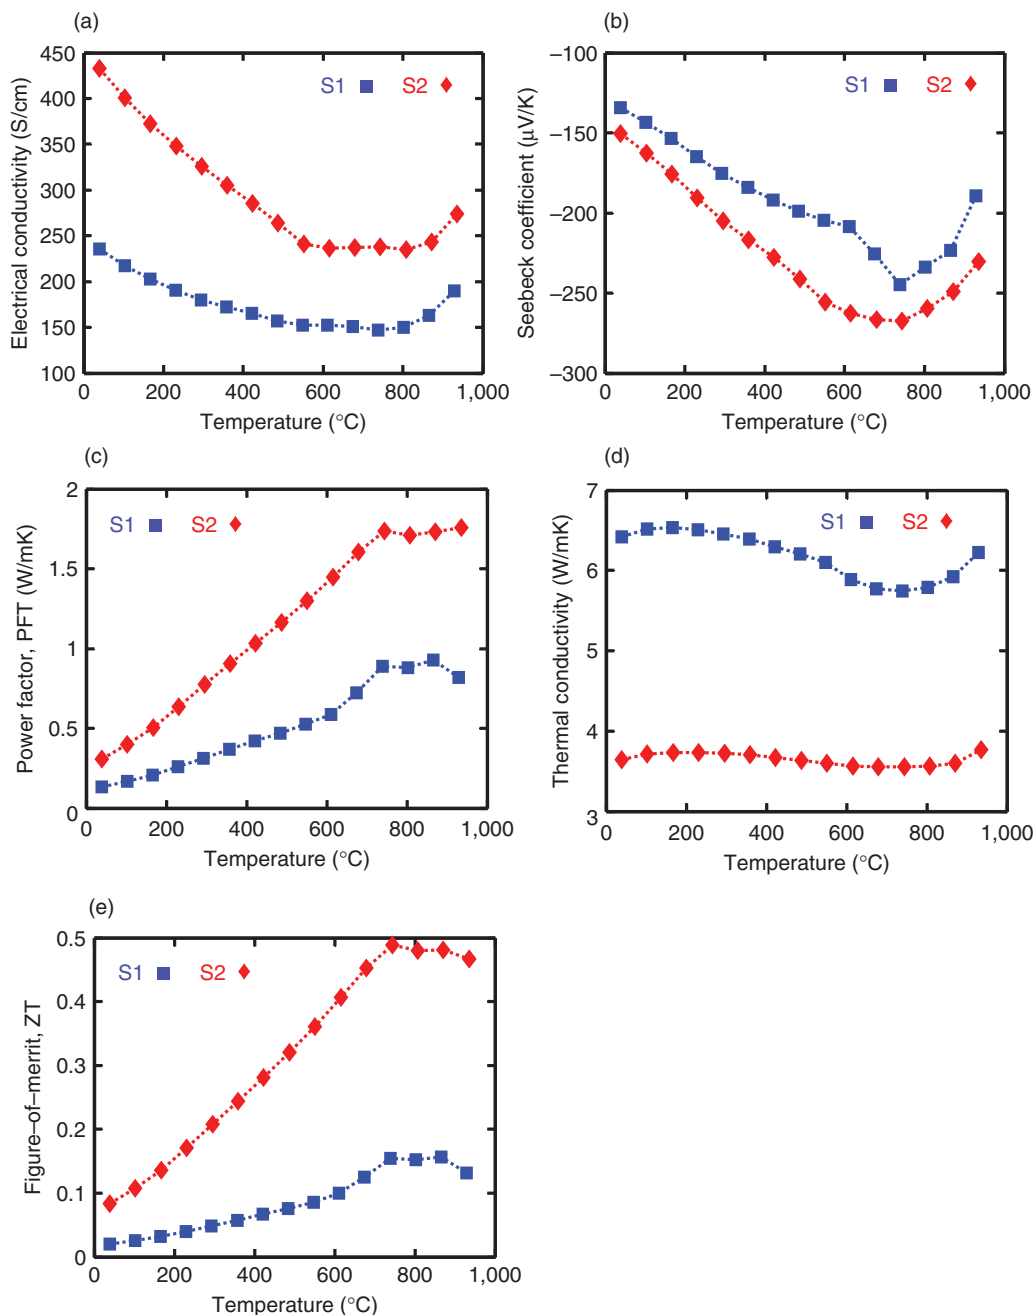 (a)
450
400
350
300
250
200
150
100
Electrical conductivity (S/cm)
S1 S2
0 200 400 600 800 1,000
Temperature (°C)
(b)
−100
−150
−200
−250
−300
Seebeck coefficient (μV/K)
S1 S2
0 200 400 600 800 1,000
Temperature (°C)
(c)
2
1.5
1
0.5
0
Power factor, PFT (W/mK)
S1 S2
0 200 400 600 800 1,000
Temperature (°C)
(d)
7
6
5
4
3
Thermal conductivity (W/mK)
S1 S2
0 200 400 600 800 1,000
Temperature (°C)
(e)
0.5
0.4
0.3
0.2
0.1
0
Figure−of−merrit, ZT
S1 S2
0 200 400 600 800 1,000
Temperature (°C)